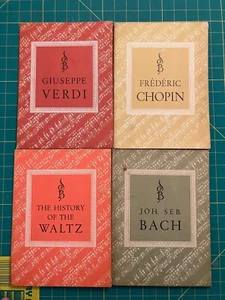 GIUSEPPE
VERDI
FRÉDÉRIC
CHOPIN
THE HISTORY
OF THE
WALTZ
JOH. SEB.
BACH